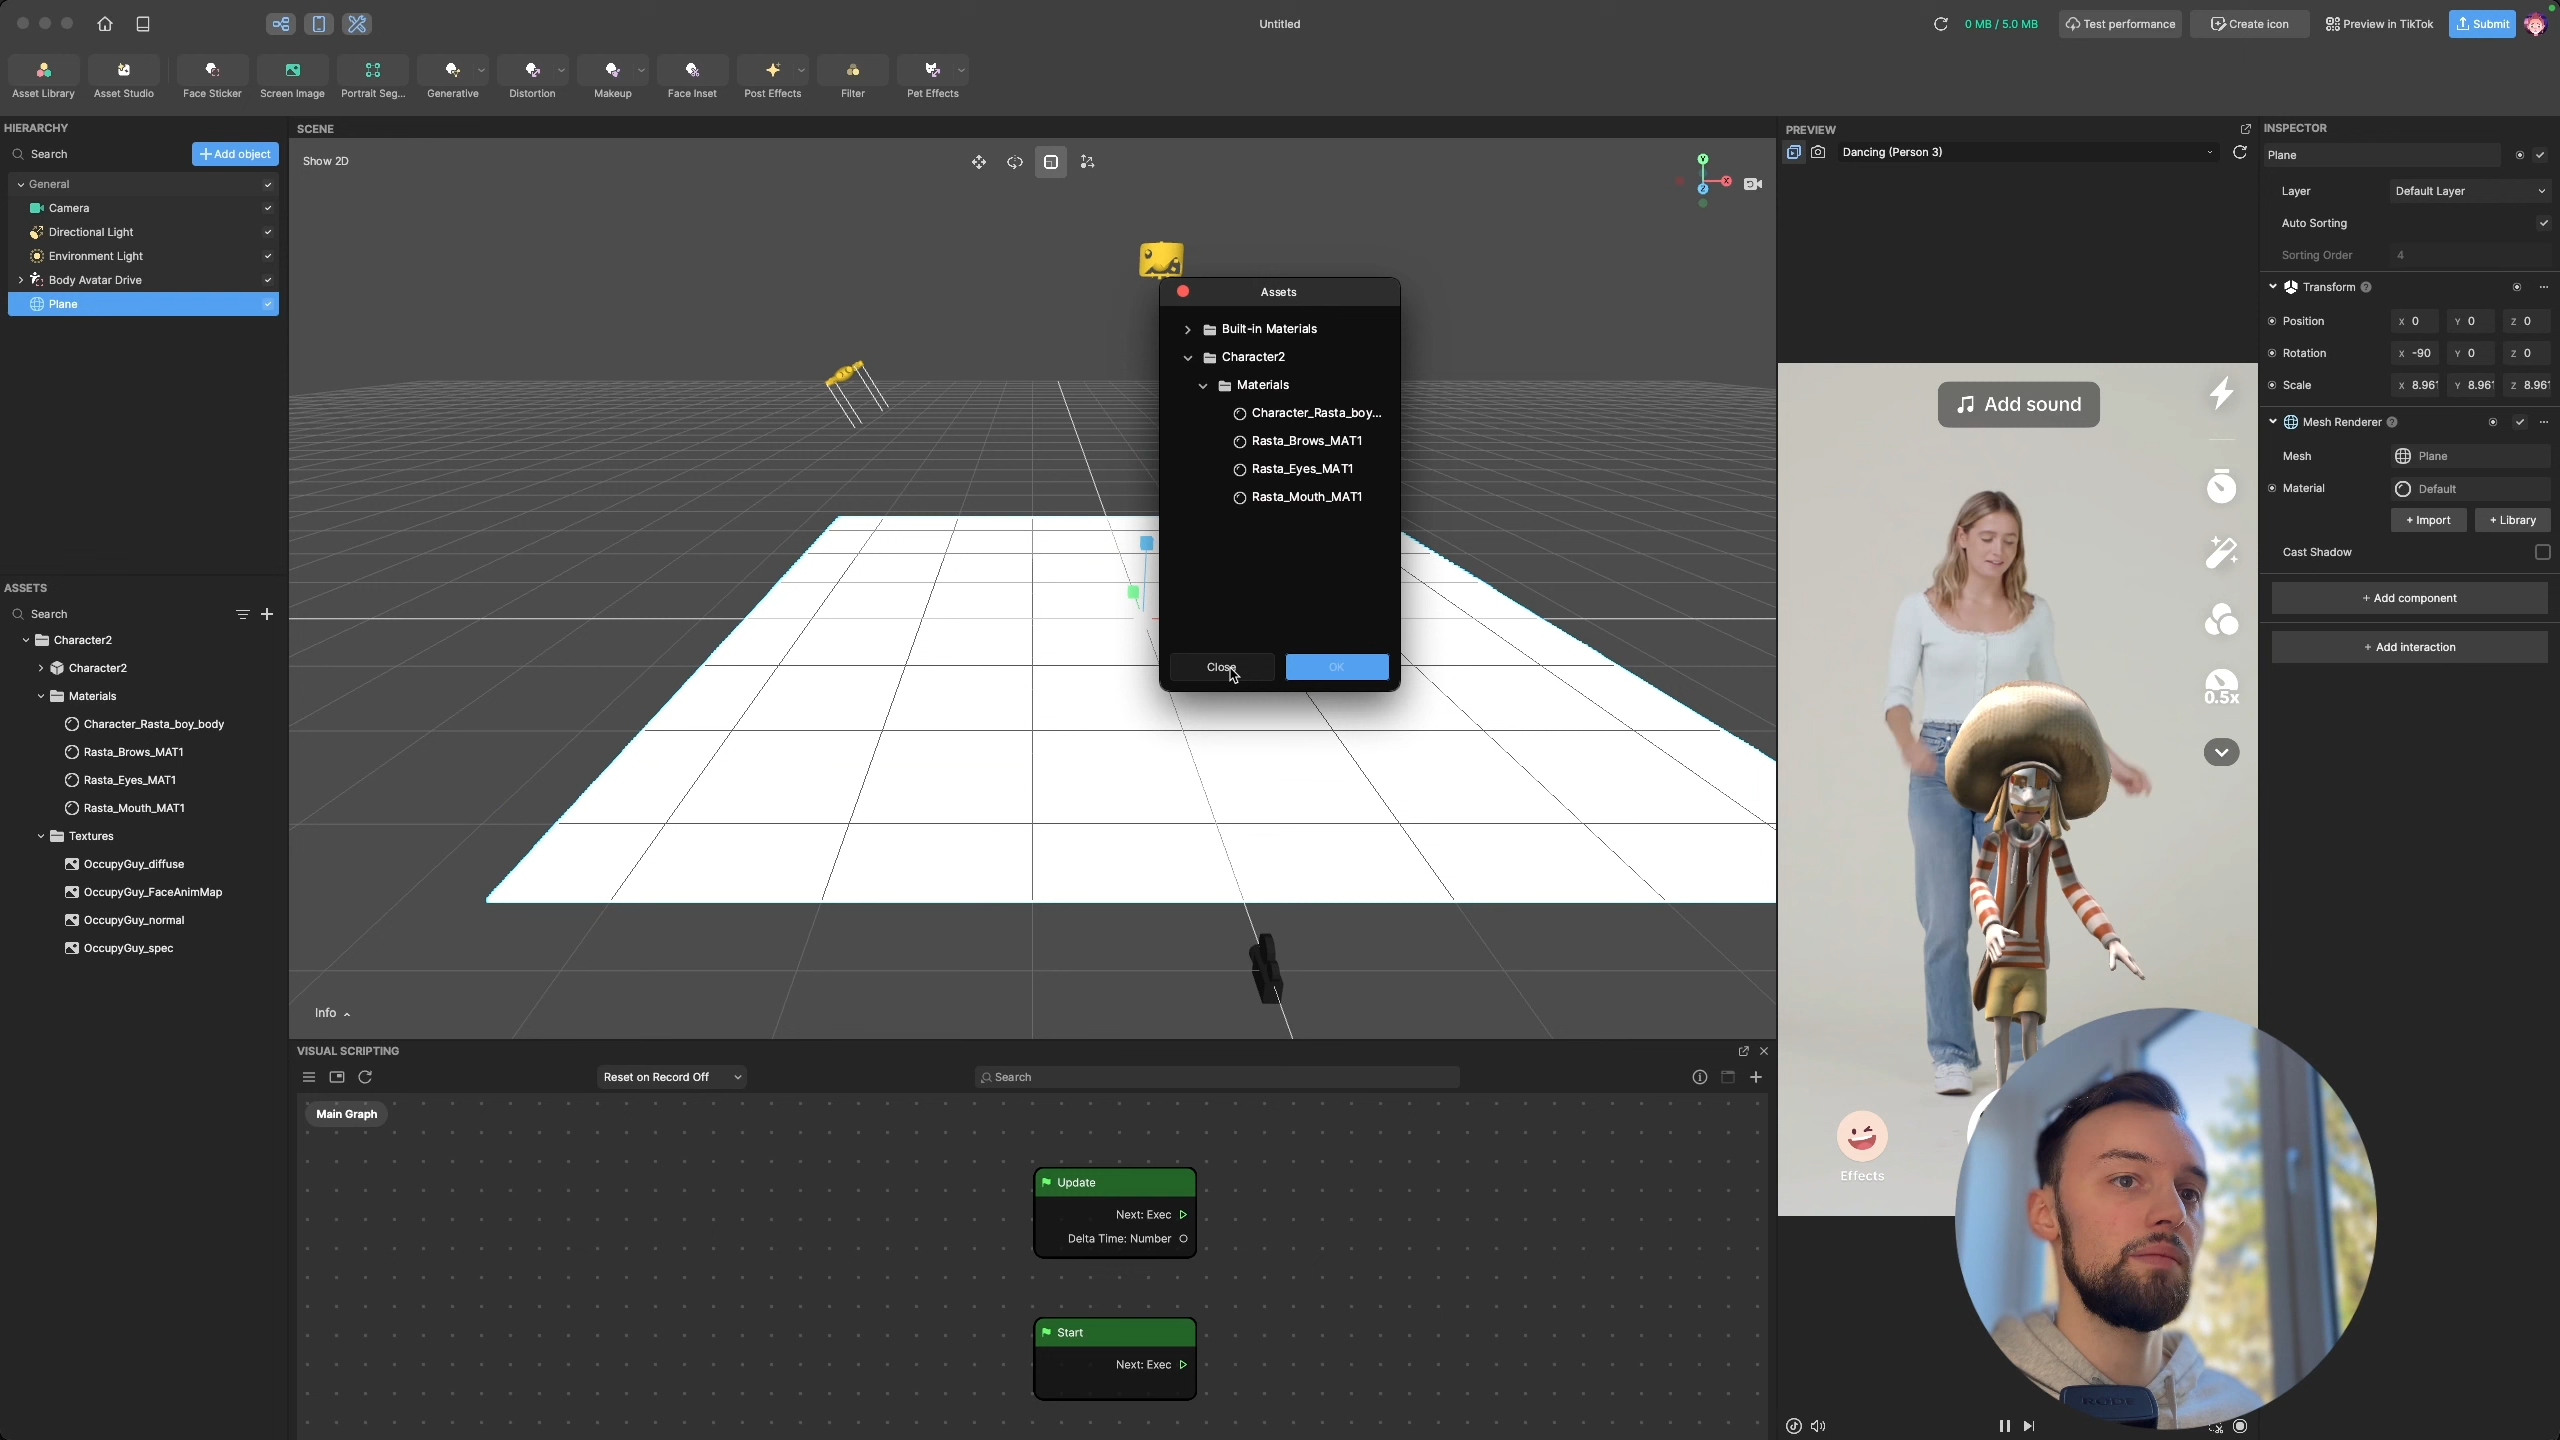 Untitled
0 MB / 5.0 MB
Test performance
Create icon
Preview in TikTok
Submit
Asset Library
Asset Studio
Face Sticker
Screen Image
Portrait Seg...
Generative
Distortion
Makeup
Face Inset
Post Effects
Filter
Pet Effects
HIERARCHY
Search
+ Add object
General
Camera
Directional Light
Environment Light
Body Avatar Drive
Plane
ASSETS
Search
Character2
Character2
Materials
Character_Rasta_boy_body
Rasta_Brows_MAT1
Rasta_Eyes_MAT1
Rasta_Mouth_MAT1
Textures
OccupyGuy_diffuse
OccupyGuy_FaceAnimMap
OccupyGuy_normal
OccupyGuy_spec
SCENE
Show 2D
Y
X
Z
Info
Assets
Built-in Materials
Character2
Materials
Character_Rasta_boy...
Rasta_Brows_MAT1
Rasta_Eyes_MAT1
Rasta_Mouth_MAT1
Close
OK
VISUAL SCRIPTING
Reset on Record Off
Search
Main Graph
Update
Next: Exec
Delta Time: Number
Start
Next: Exec
PREVIEW
Dancing (Person 3)
Add sound
0.5x
Effects
RODE
INSPECTOR
Plane
Layer
Default Layer
Auto Sorting
Sorting Order
4
Transform
Position
X 0
Y 0
Z 0
Rotation
X -90
Y 0
Z 0
Scale
X 8.961
Y 8.961
Z 8.961
Mesh Renderer
Mesh
Plane
Material
Default
+ Import
+ Library
Cast Shadow
+ Add component
+ Add interaction